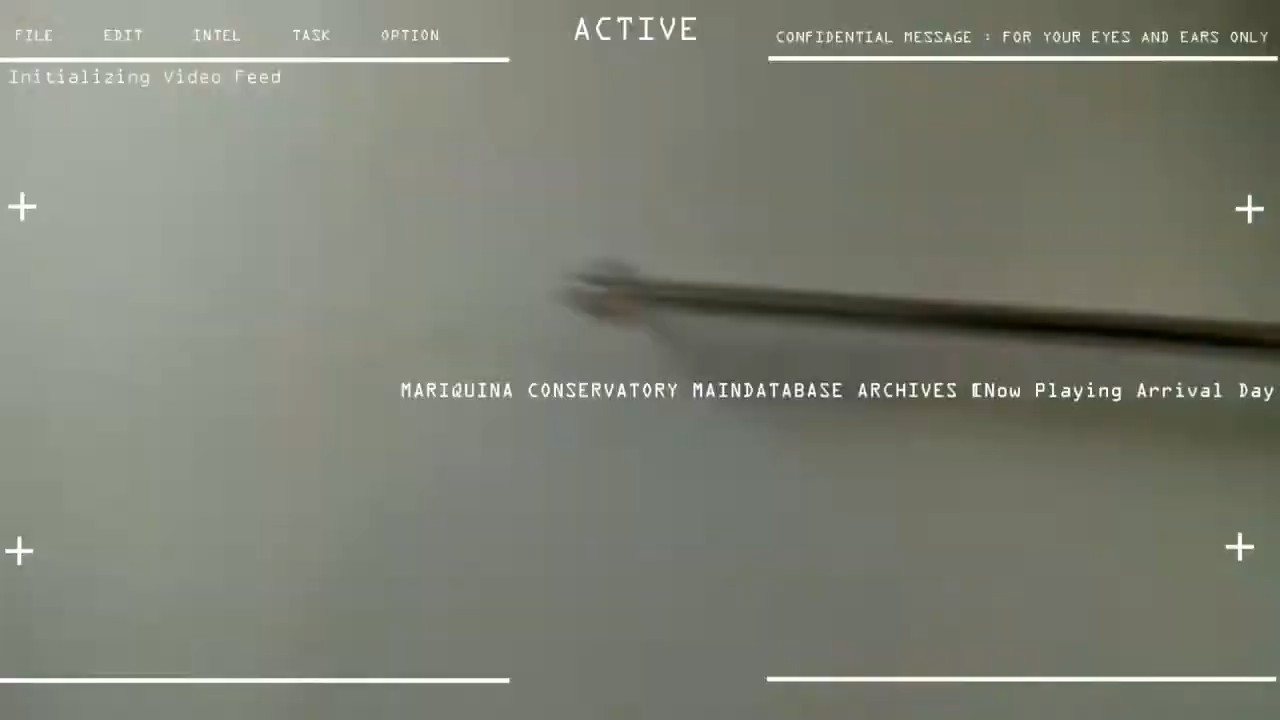 FILE EDIT INTEL TASK OPTION
ACTIVE
CONFIDENTIAL MESSAGE : FOR YOUR EYES AND EARS ONLY
Initializing Video Feed
MARIQUINA CONSERVATORY MAINDATABASE ARCHIVES [Now Playing Arrival Day